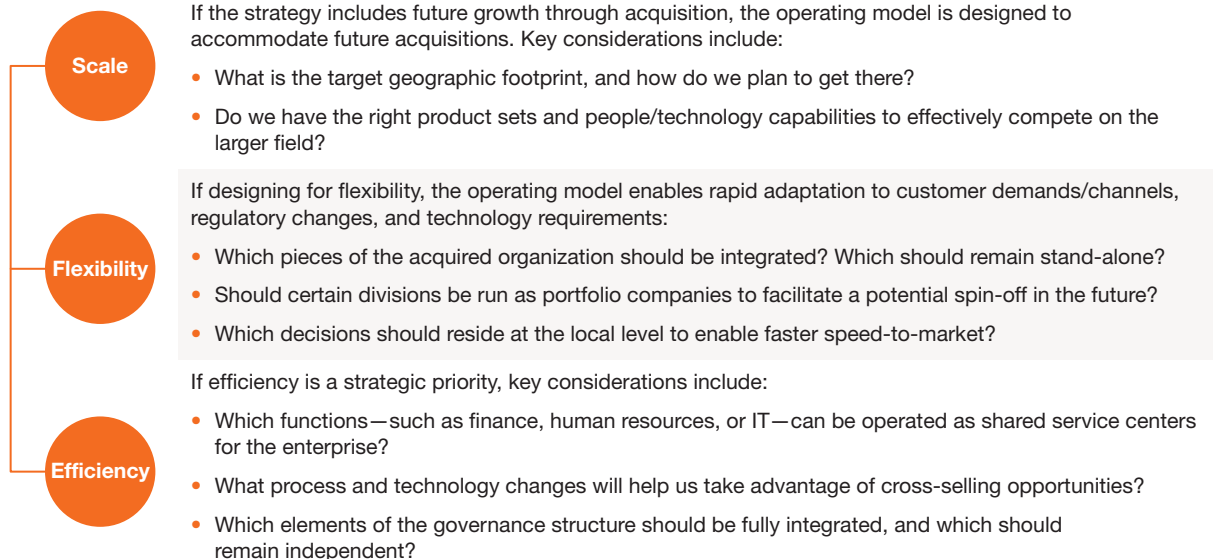 If the strategy includes future growth through acquisition, the operating model is designed to
accommodate future acquisitions. Key considerations include:
Scale
• What is the target geographic footprint, and how do we plan to get there?
• Do we have the right product sets and people/technology capabilities to effectively compete on the
larger field?
If designing for flexibility, the operating model enables rapid adaptation to customer demands/channels,
regulatory changes, and technology requirements:
Flexibility
• Which pieces of the acquired organization should be integrated? Which should remain stand-alone?
• Should certain divisions be run as portfolio companies to facilitate a potential spin-off in the future?
• Which decisions should reside at the local level to enable faster speed-to-market?
If efficiency is a strategic priority, key considerations include:
Efficiency
• Which functions—such as finance, human resources, or IT—can be operated as shared service centers
for the enterprise?
• What process and technology changes will help us take advantage of cross-selling opportunities?
• Which elements of the governance structure should be fully integrated, and which should
remain independent?